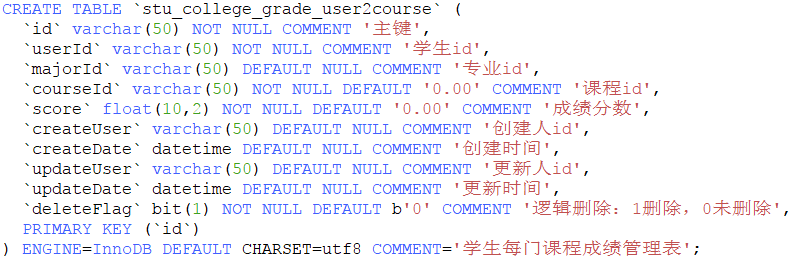 CREATE TABLE `stu_college_grade_user2course` (
  `id` varchar(50) NOT NULL COMMENT '主键',
  `userId` varchar(50) NOT NULL COMMENT '学生id',
  `majorId` varchar(50) DEFAULT NULL COMMENT '专业id',
  `courseId` varchar(50) NOT NULL DEFAULT '0.00' COMMENT '课程id',
  `score` float(10,2) NOT NULL DEFAULT '0.00' COMMENT '成绩分数',
  `createUser` varchar(50) DEFAULT NULL COMMENT '创建人id',
  `createDate` datetime DEFAULT NULL COMMENT '创建时间',
  `updateUser` varchar(50) DEFAULT NULL COMMENT '更新人id',
  `updateDate` datetime DEFAULT NULL COMMENT '更新时间',
  `deleteFlag` bit(1) NOT NULL DEFAULT b'0' COMMENT '逻辑删除：1删除，0未删除',
  PRIMARY KEY (`id`)
) ENGINE=InnoDB DEFAULT CHARSET=utf8 COMMENT='学生每门课程成绩管理表';